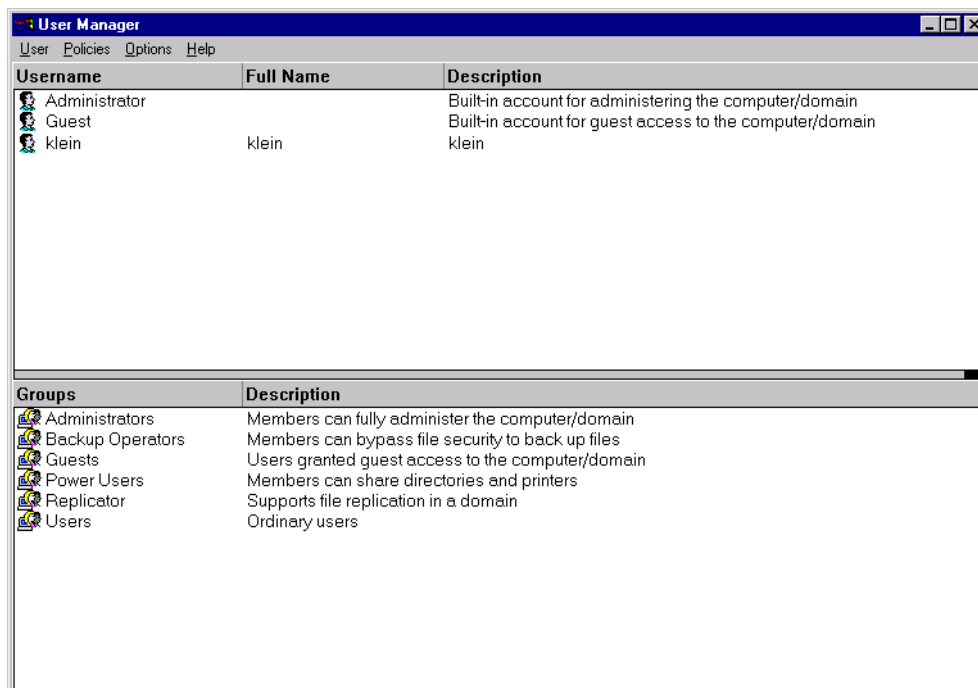 User Manager
User Policies Options Help
Username Full Name Description
Administrator Built-in account for administering the computer/domain
Guest Built-in account for guest access to the computer/domain
klein klein klein
Groups Description
Administrators Members can fully administer the computer/domain
Backup Operators Members can bypass file security to back up files
Guests Users granted guest access to the computer/domain
Power Users Members can share directories and printers
Replicator Supports file replication in a domain
Users Ordinary users